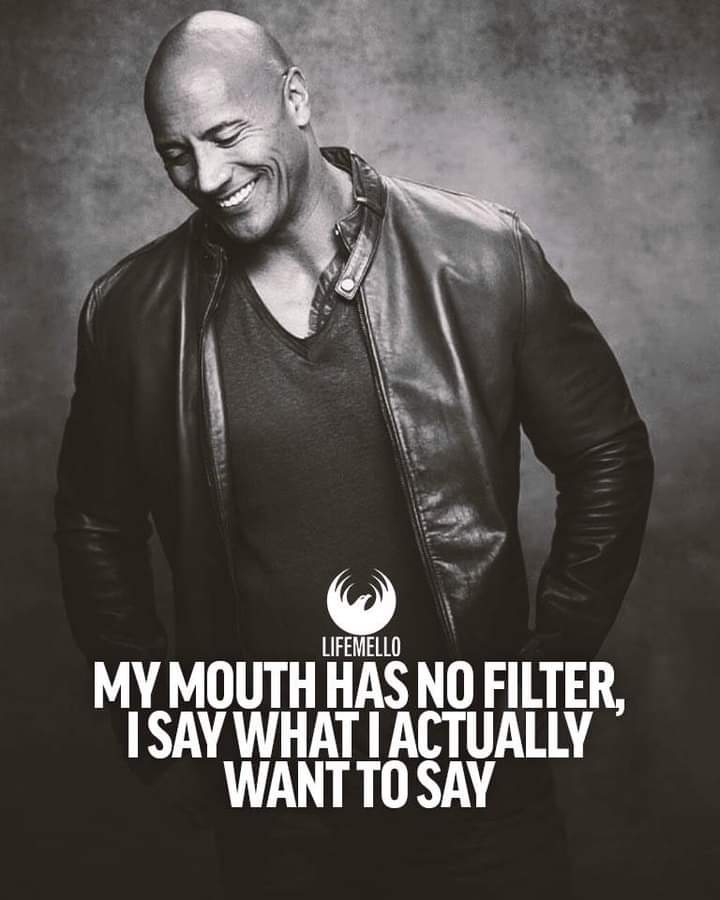 LIFEMELLO
MY MOUTH HAS NO FILTER,
I SAY WHAT I ACTUALLY
WANT TO SAY